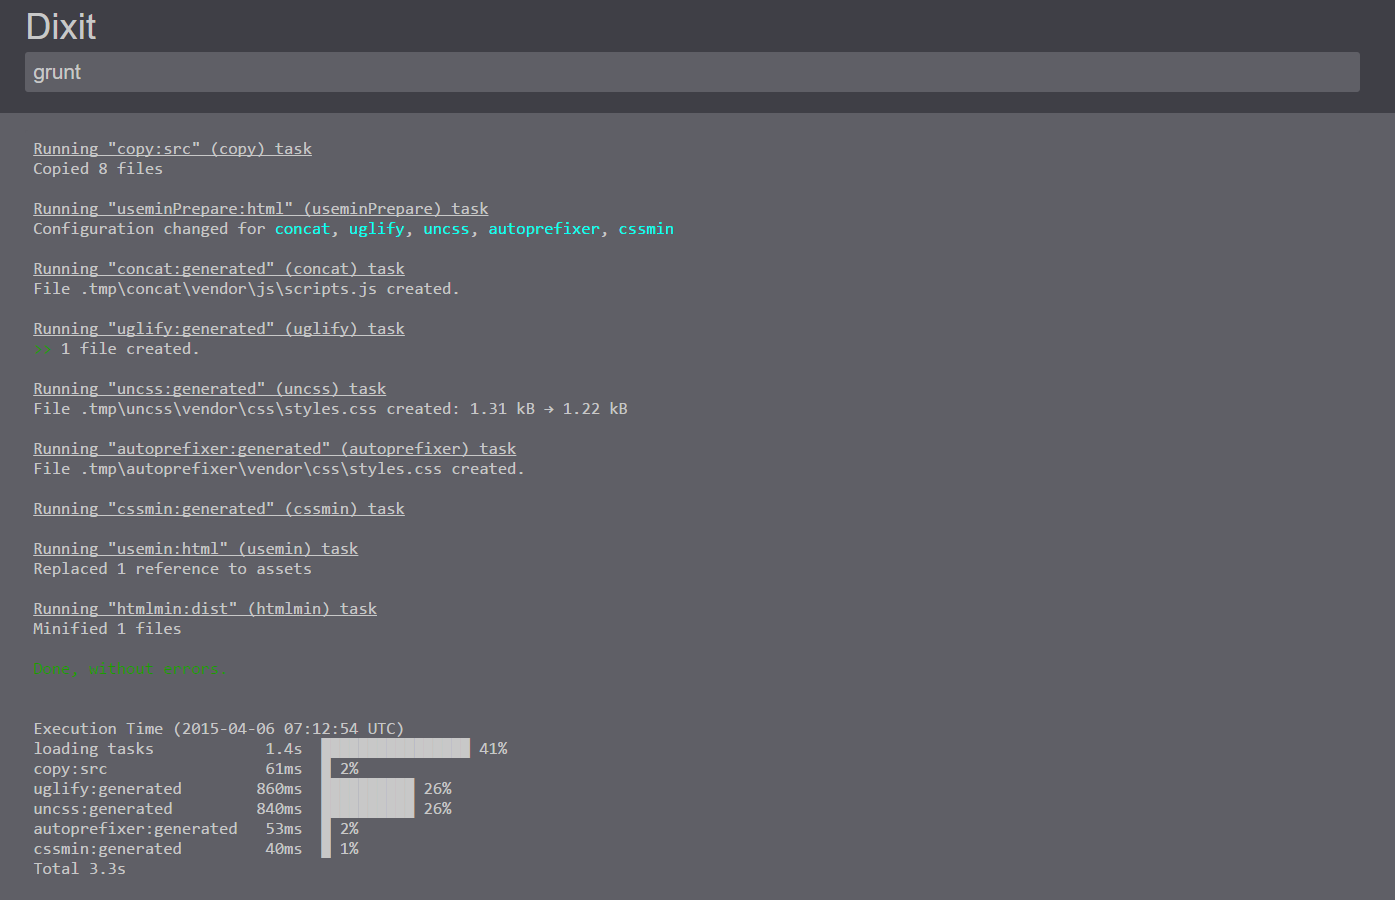 Dixit
grunt
Running "copy:src" (copy) task
Copied 8 files
Running "useminPrepare:html" (useminPrepare) task
Configuration changed for concat, uglify, uncss, autoprefixer, cssmin
Running "concat:generated" (concat) task
File .tmp\concat\vendor\js\scripts.js created.
Running "uglify:generated" (uglify) task
>> 1 file created.
Running "uncss:generated" (uncss) task
File .tmp\uncss\vendor\css\styles.css created: 1.31 kB → 1.22 kB
Running "autoprefixer:generated" (autoprefixer) task
File .tmp\autoprefixer\vendor\css\styles.css created.
Running "cssmin:generated" (cssmin) task
Running "usemin:html" (usemin) task
Replaced 1 reference to assets
Running "htmlmin:dist" (htmlmin) task
Minified 1 files
Done, without errors.
Execution Time (2015-04-06 07:12:54 UTC)
loading tasks 1.4s 41%
copy:src 61ms 2%
uglify:generated 860ms 26%
uncss:generated 840ms 26%
autoprefixer:generated 53ms 2%
cssmin:generated 40ms 1%
Total 3.3s